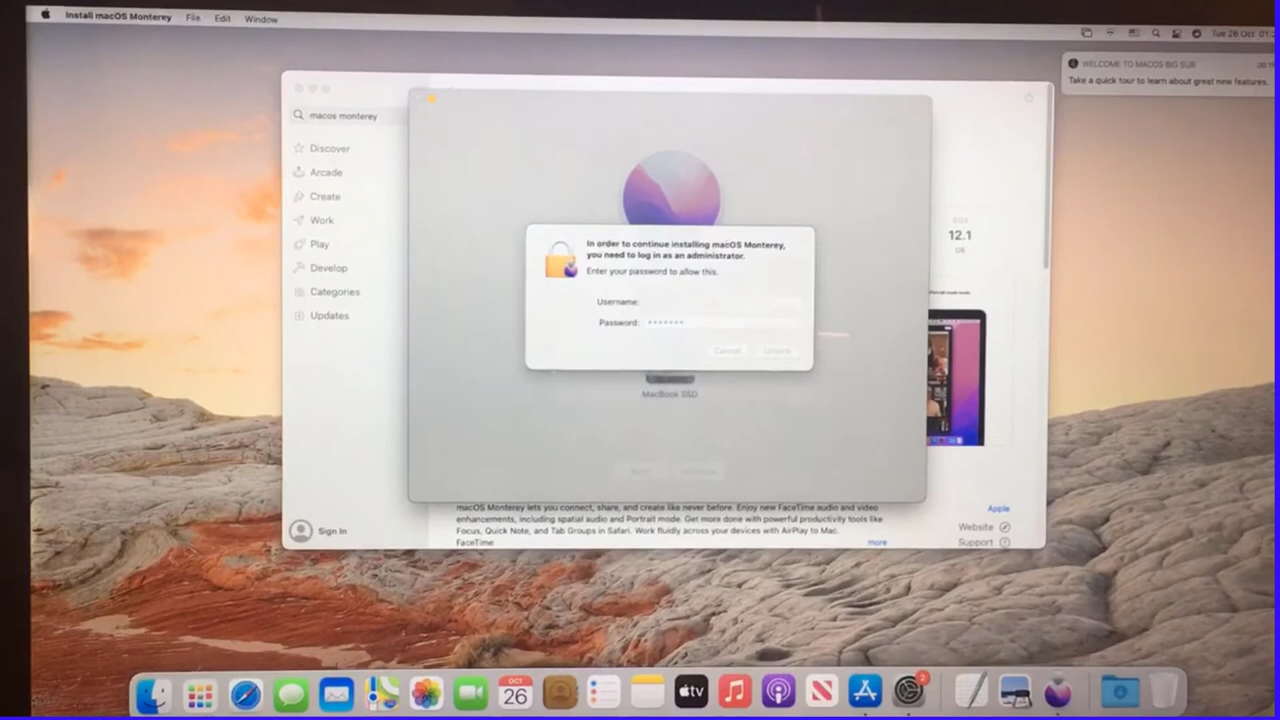 Install macOS Monterey File Edit Window
Tue 26 Oct
WELCOME TO MACOS BIG SUR
Take a quick tour to learn about great new features.
macos monterey
Discover
Arcade
Create
Work
Play
Develop
Categories
Updates
Sign In
In order to continue installing macOS Monterey,
you need to log in as an administrator.
Enter your password to allow this.
Username:
Password:
Cancel Unlock
MacBook SSD
SIZE
12.1
GB
macOS Monterey lets you connect, share, and create like never before. Enjoy new FaceTime audio and video
enhancements, including spatial audio and Portrait mode. Get more done with powerful productivity tools like
Focus, Quick Note, and Tab Groups in Safari. Work fluidly across your devices with AirPlay to Mac.
FaceTime
more
Apple
Website
Support
OCT
26
tv
2